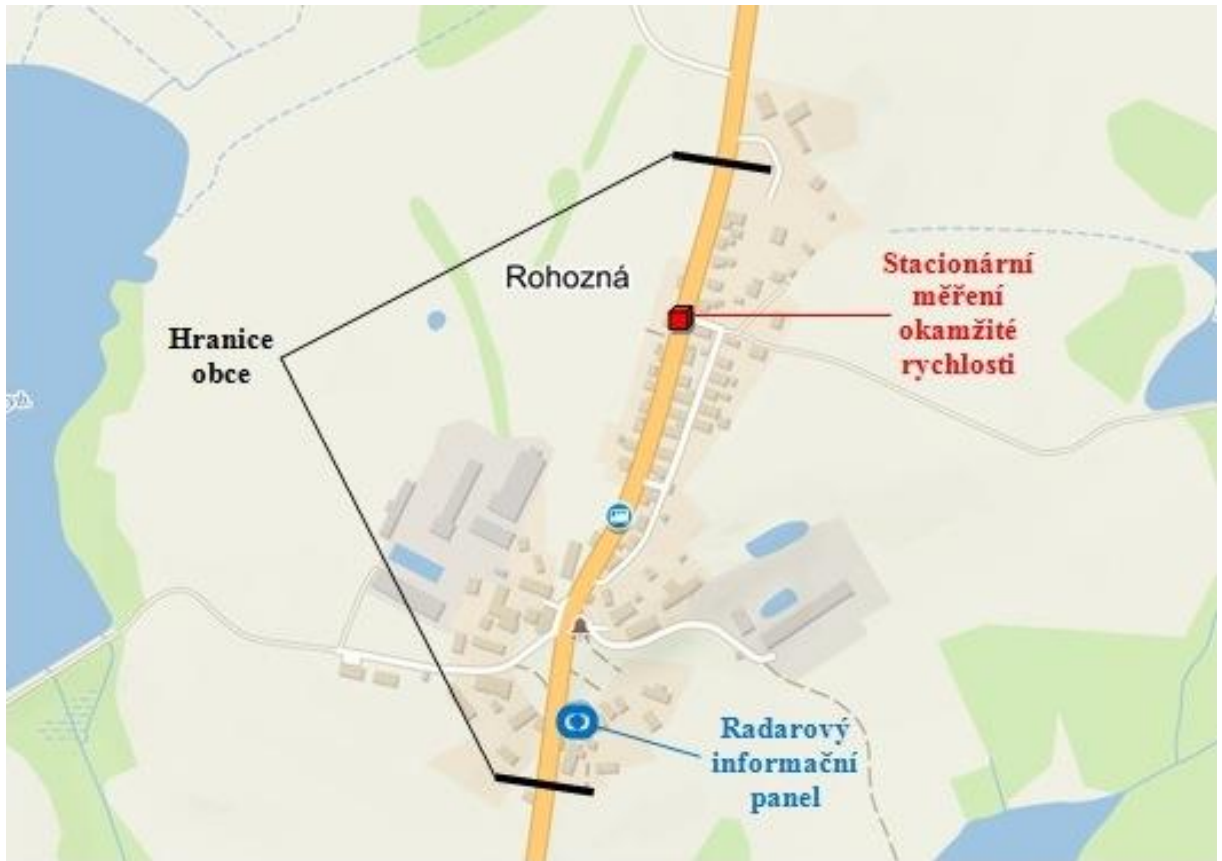 Rohozná
Stacionární
měření
okamžité
rychlosti
Hranice
obce
Radarový
informační
panel